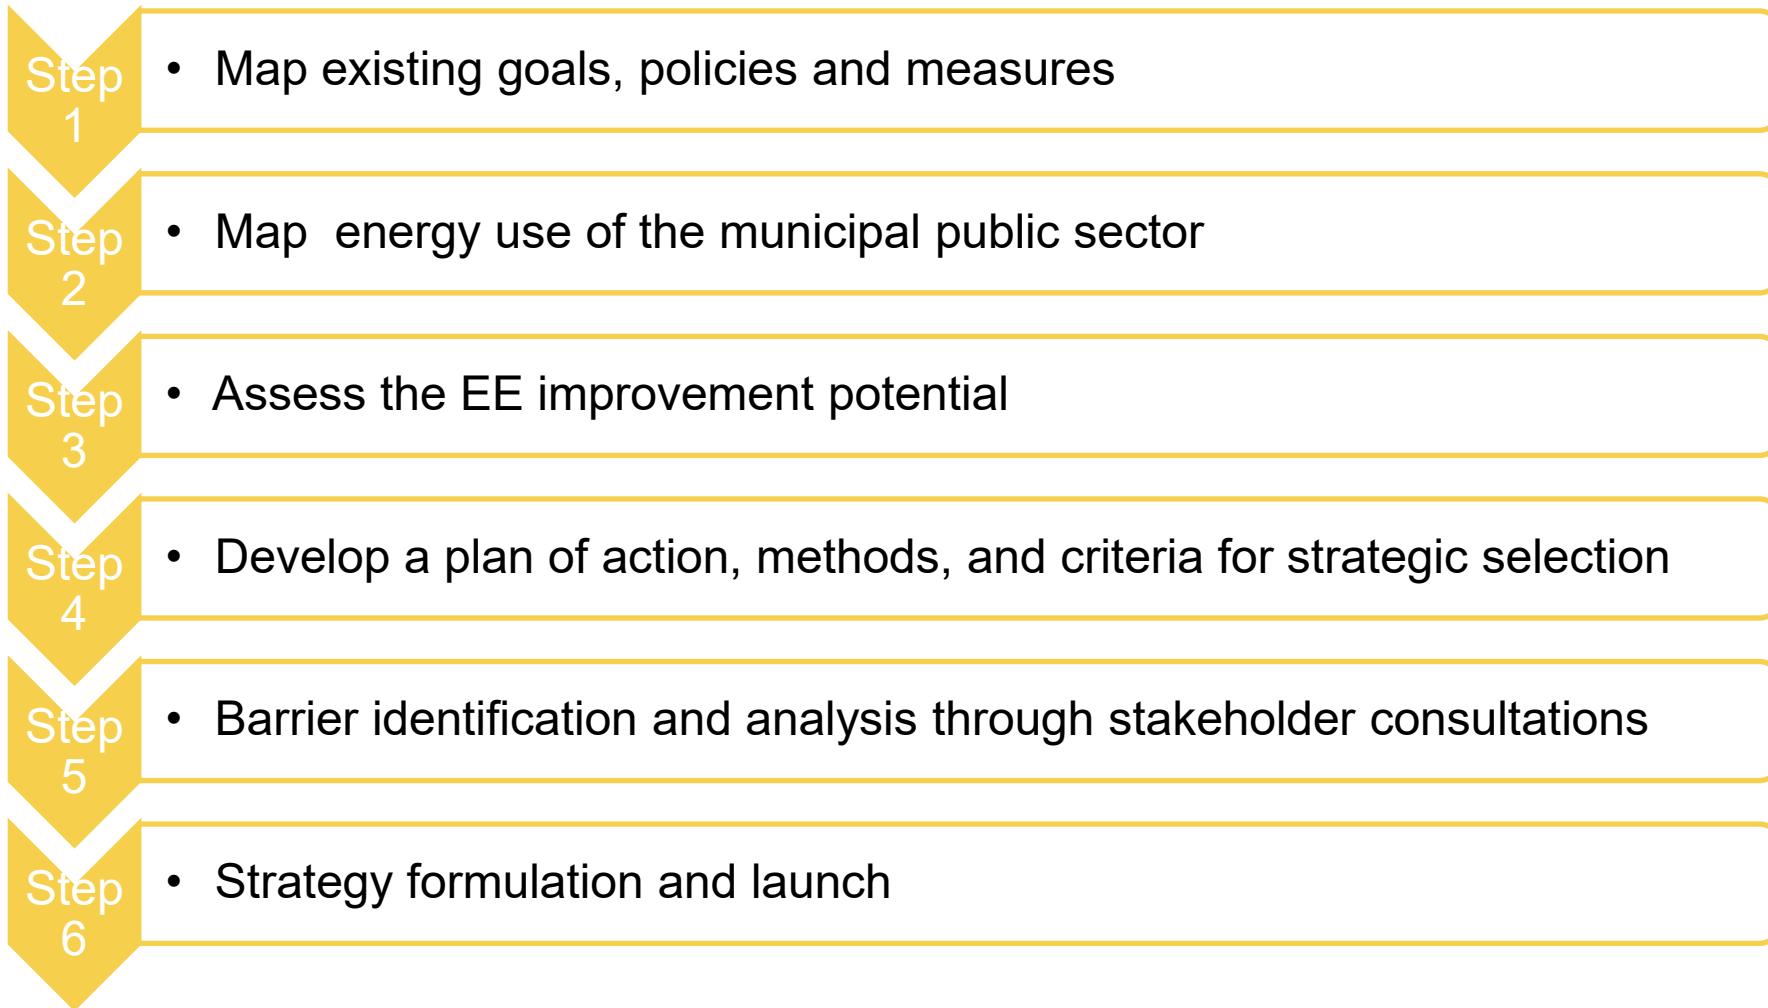 Step
1
• Map existing goals, policies and measures
Step
2
• Map  energy use of the municipal public sector
Step
3
• Assess the EE improvement potential
Step
4
• Develop a plan of action, methods, and criteria for strategic selection
Step
5
• Barrier identification and analysis through stakeholder consultations
Step
6
• Strategy formulation and launch